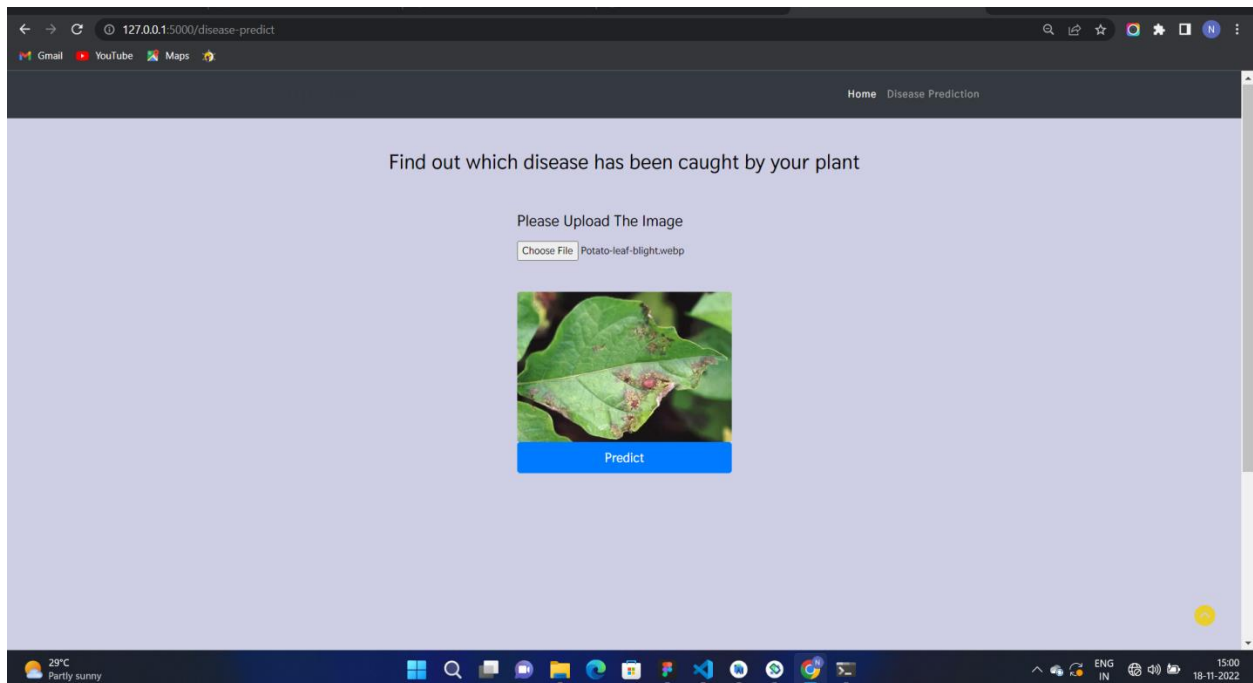 127.0.0.1:5000/disease-predict
N
Gmail YouTube Maps
Home Disease Prediction
Find out which disease has been caught by your plant
Please Upload The Image
Choose File Potato-leaf-blight.webp
Predict
29°C
Partly sunny
ENG
IN
15:00
18-11-2022